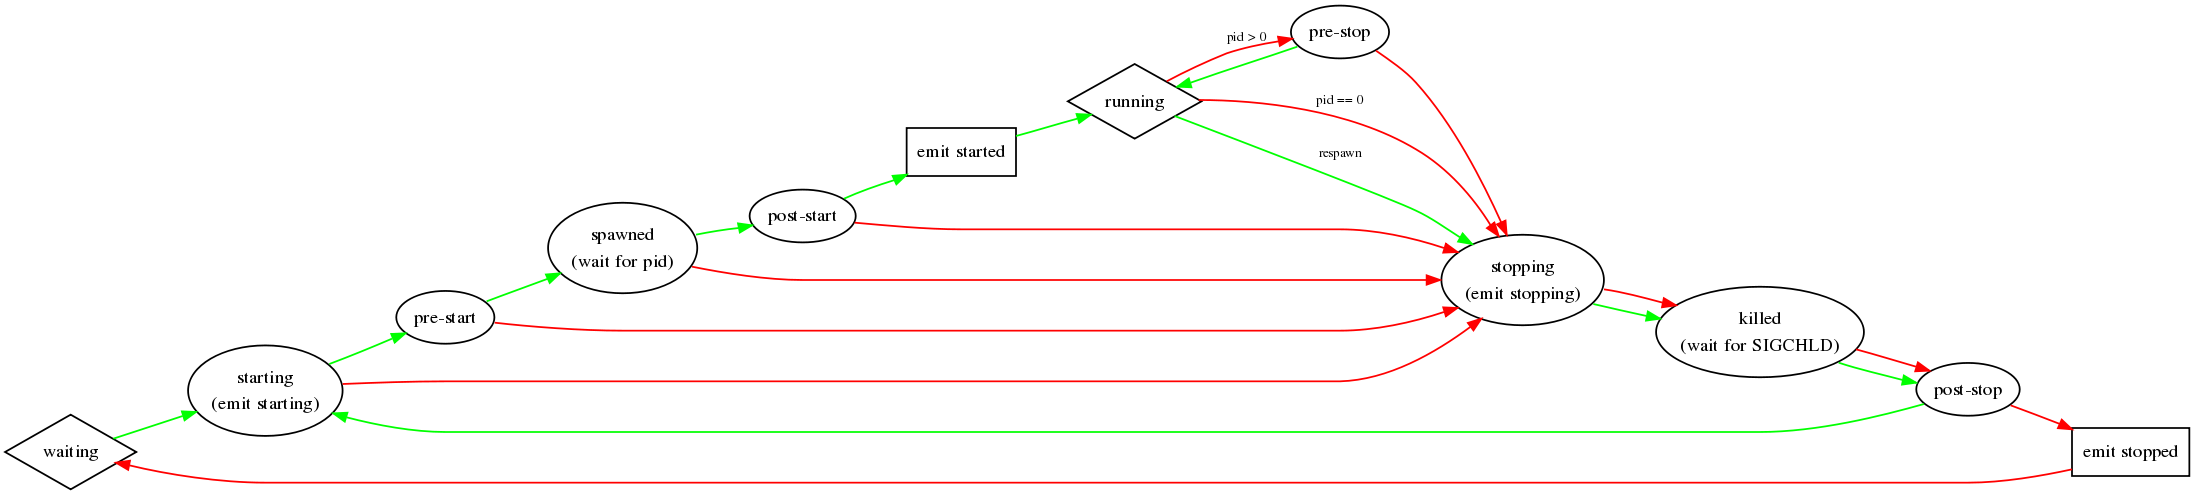 pre-stop
pid > 0
running
pid == 0
emit started
respawn
post-start
spawned
(wait for pid)
stopping
(emit stopping)
pre-start
killed
(wait for SIGCHLD)
starting
(emit starting)
post-stop
waiting
emit stopped